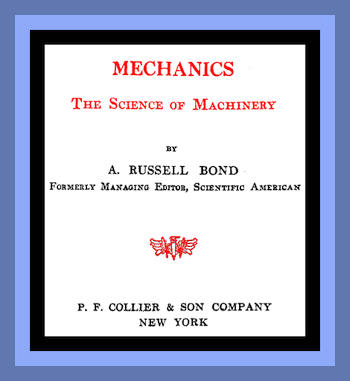 MECHANICS
THE SCIENCE OF MACHINERY
BY
A. RUSSELL BOND
FORMERLY MANAGING EDITOR, SCIENTIFIC AMERICAN
P. F. COLLIER & SON COMPANY
NEW YORK